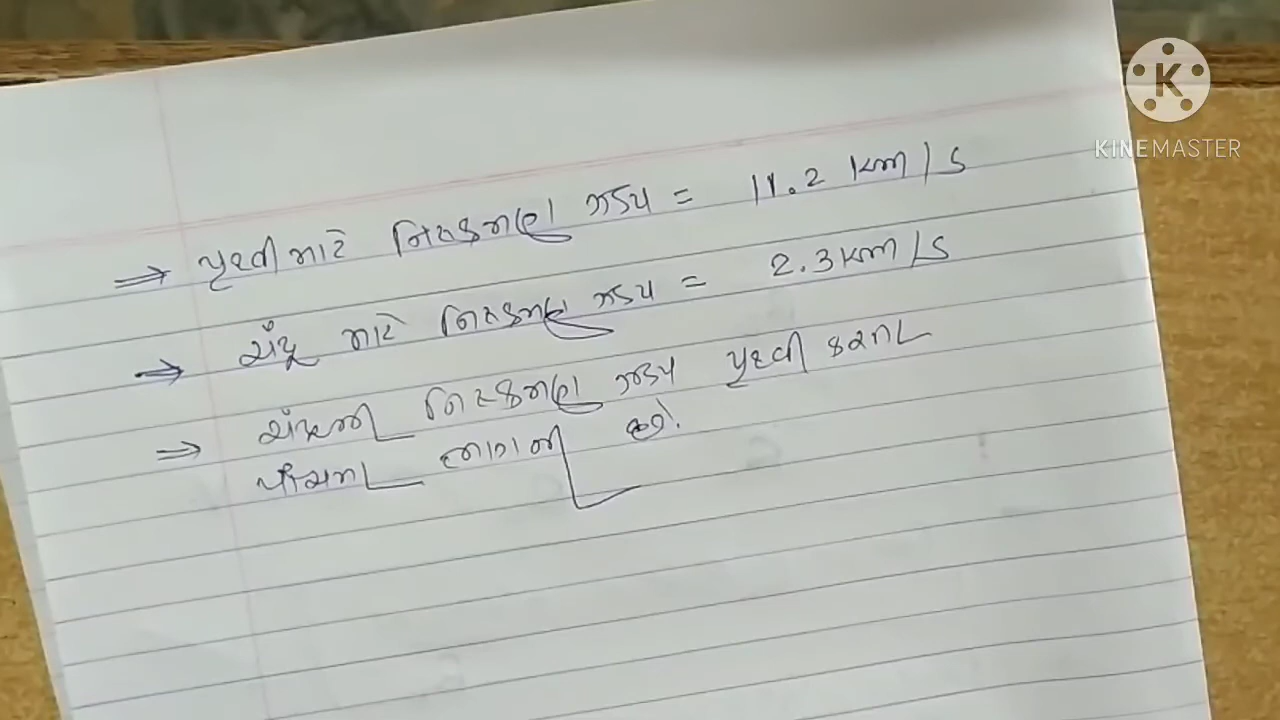 ⇒ પૃથ્વી માટે નિષ્ક્રમણ ઝડપ = 11.2 km/s
⇒ ચંદ્ર માટે નિષ્ક્રમણ ઝડપ = 2.3 km/s
⇒ ચંદ્રની નિષ્ક્રમણ ઝડપ પૃથ્વી કરતા
પાંચમા ભાગની છે.
K
KINEMASTER